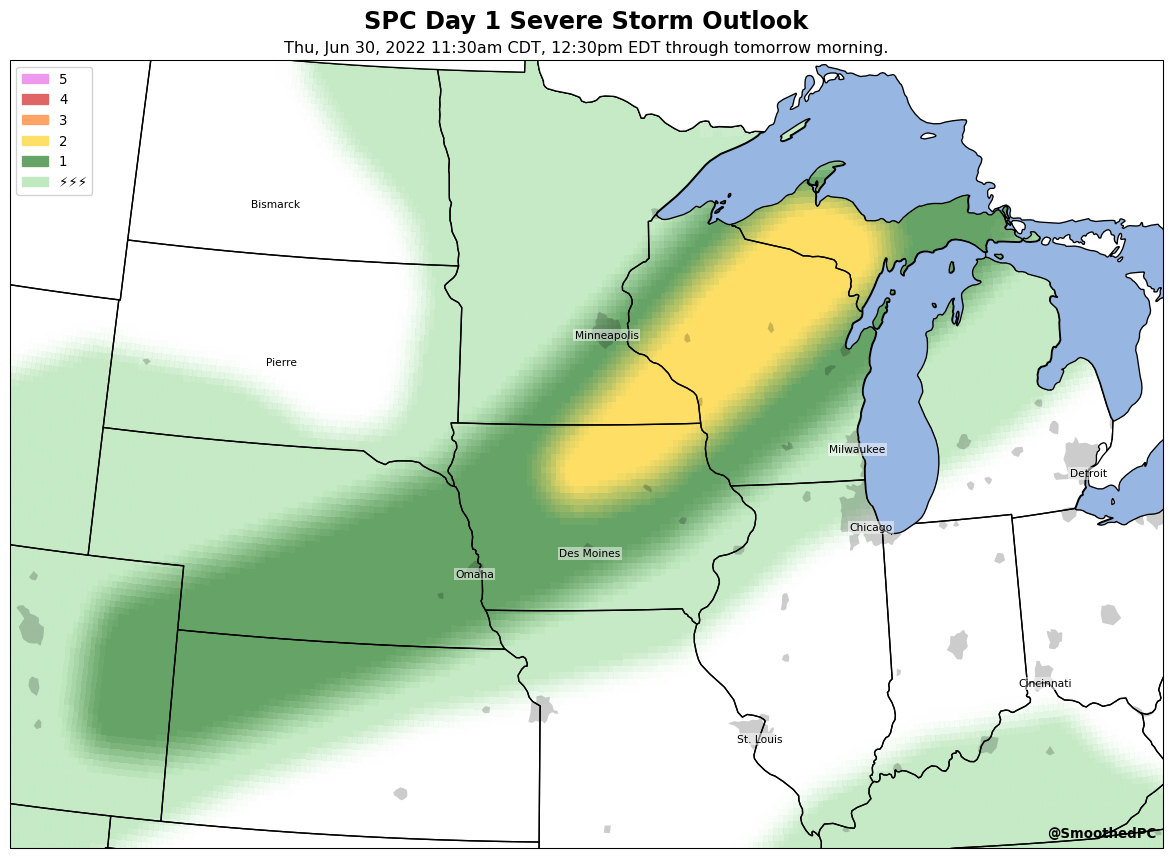 SPC Day 1 Severe Storm Outlook
Thu, Jun 30, 2022 11:30am CDT, 12:30pm EDT through tomorrow morning.
5
4
3
2
1
⚡⚡⚡
Bismarck
Minneapolis
Pierre
Milwaukee
Detroit
Chicago
Des Moines
Omaha
Cincinnati
St. Louis
@SmoothedPC